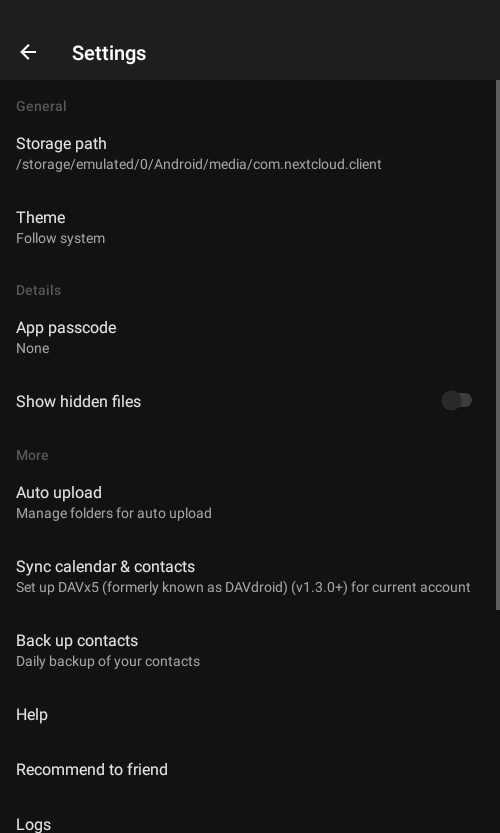 Settings
General
Storage path
/storage/emulated/0/Android/media/com.nextcloud.client
Theme
Follow system
Details
App passcode
None
Show hidden files
More
Auto upload
Manage folders for auto upload
Sync calendar & contacts
Set up DAVx5 (formerly known as DAVdroid) (v1.3.0+) for current account
Back up contacts
Daily backup of your contacts
Help
Recommend to friend
Logs